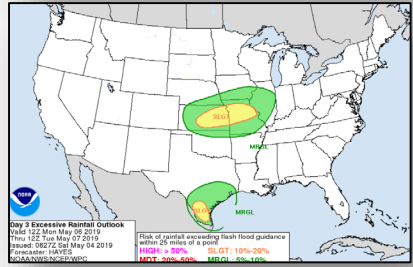 SLGT
MRGL
SLGT
MRGL
NOAA
Day 3 Excessive Rainfall Outlook
Valid 12Z Mon May 06 2019
Thru 12Z Tue May 07 2019
Issued: 0827Z Sat May 04 2019
Forecaster: HAYES
NOAA/NWS/NCEP/WPC
Risk of rainfall exceeding flash flood guidance
within 25 miles of a point
HIGH: > 50% SLGT: 10%-20%
MDT: 20%-50% MRGL: 5%-10%